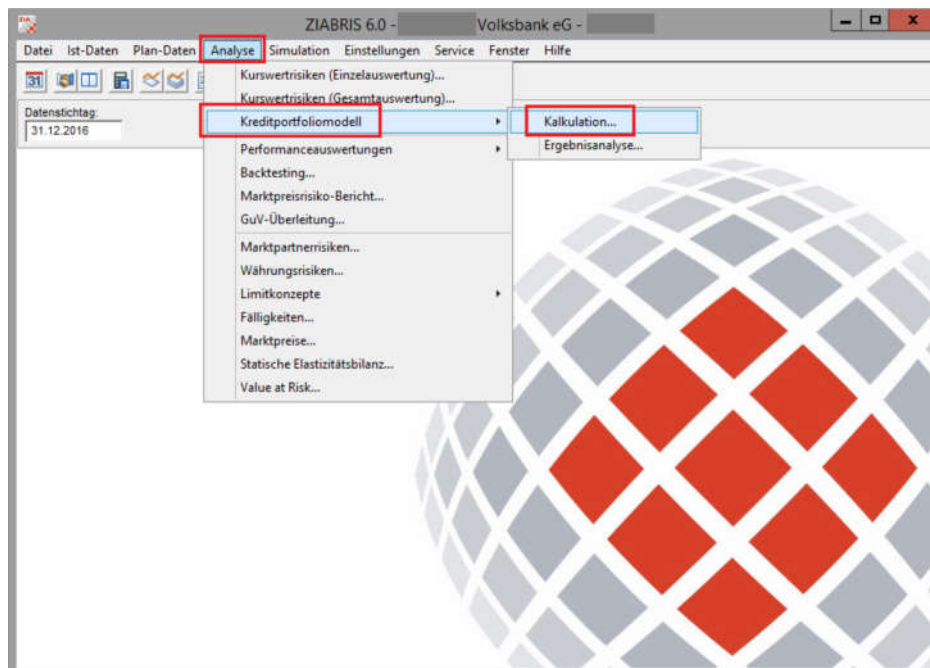 ZIABRIS 6.0 - Volksbank eG -
Datei Ist-Daten Plan-Daten Analyse Simulation Einstellungen Service Fenster Hilfe
31
Kurswertrisiken (Einzelauswertung)...
Kurswertrisiken (Gesamtauswertung)...
Datenstichtag:
31.12.2016
Kreditportfoliomodell
Kalkulation...
Ergebnisanalyse...
Performanceauswertungen
Backtesting...
Marktpreisrisiko-Bericht...
GuV-Überleitung...
Marktpartnerrisiken...
Währungsrisiken...
Limitkonzepte
Fälligkeiten...
Marktpreise...
Statische Elastizitätsbilanz...
Value at Risk...